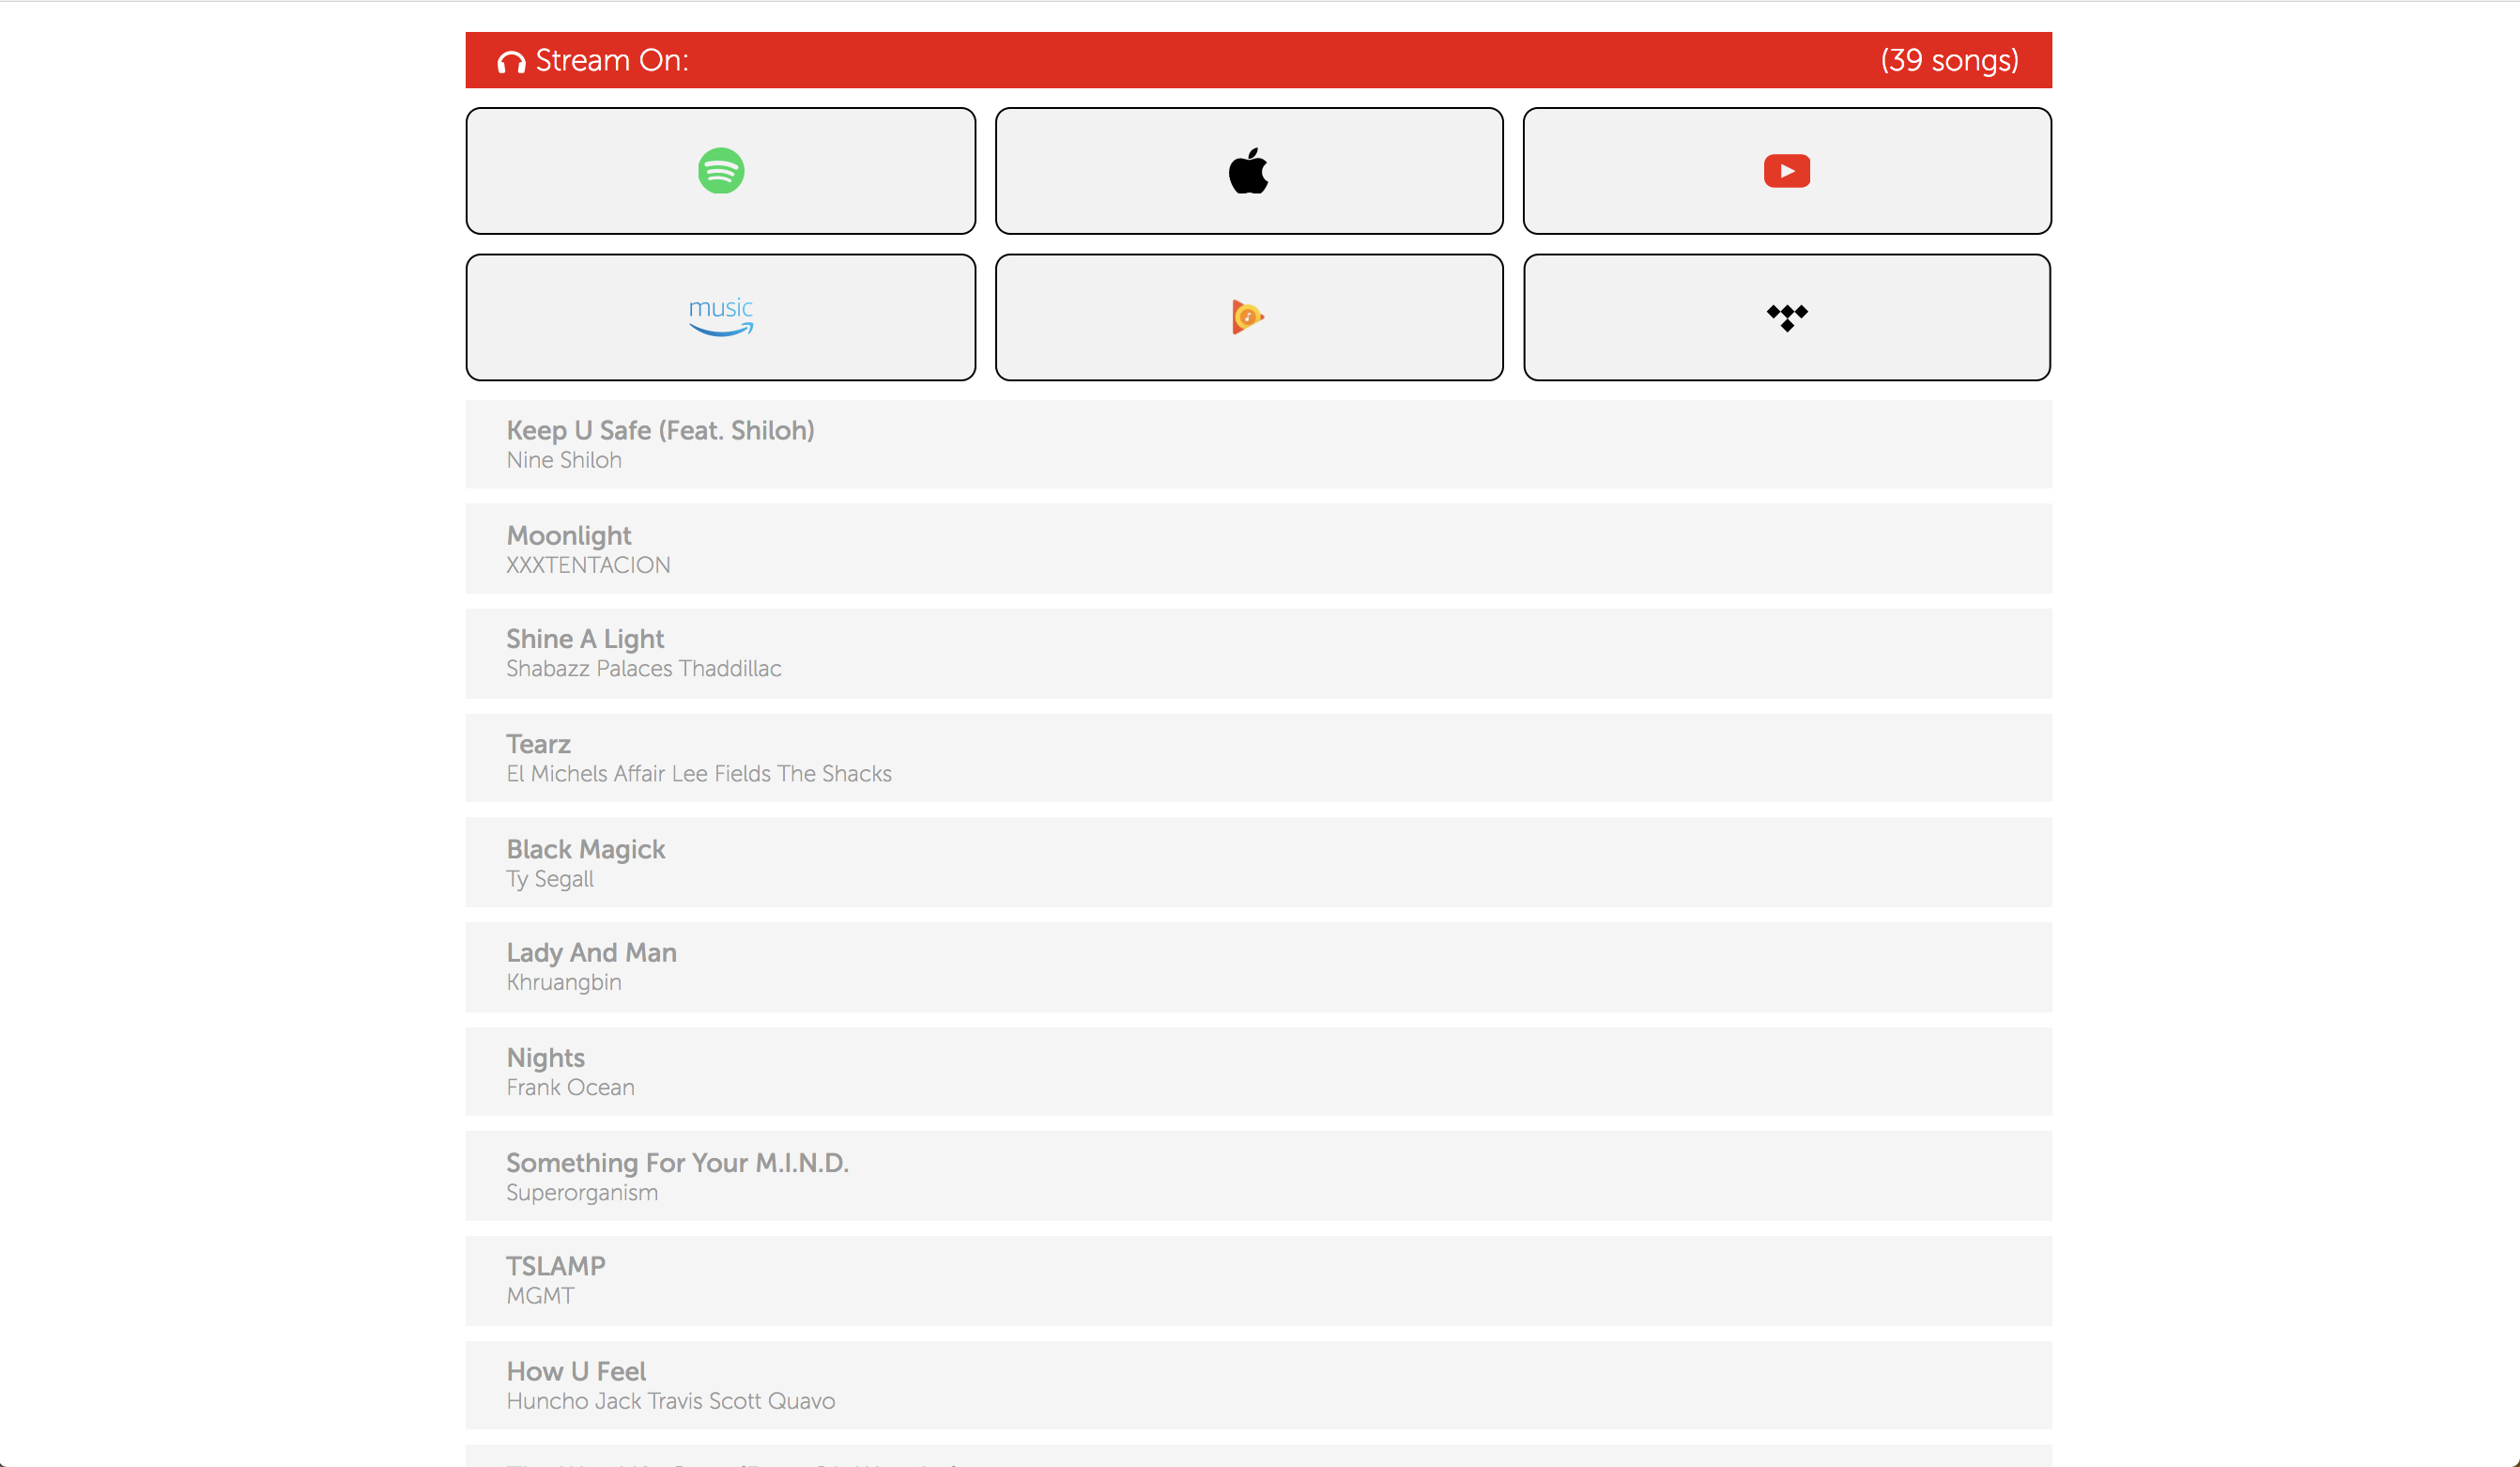 Stream On:
(39 songs)
music
Keep U Safe (Feat. Shiloh)
Nine Shiloh
Moonlight
XXXTENTACION
Shine A Light
Shabazz Palaces Thaddillac
Tearz
El Michels Affair Lee Fields The Shacks
Black Magick
Ty Segall
Lady And Man
Khruangbin
Nights
Frank Ocean
Something For Your M.I.N.D.
Superorganism
TSLAMP
MGMT
How U Feel
Huncho Jack Travis Scott Quavo